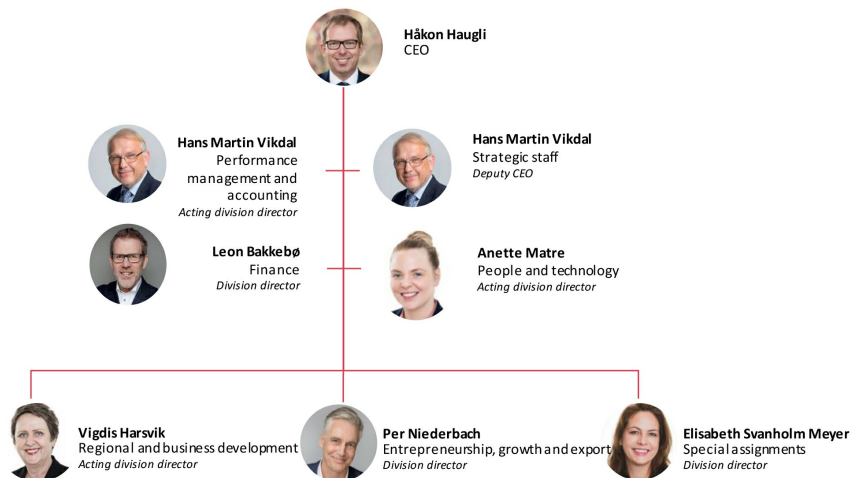 Håkon Haugli
CEO
Hans Martin Vikdal
Performance
management and
accounting
Acting division director
Hans Martin Vikdal
Strategic staff
Deputy CEO
Leon Bakkebø
Finance
Division director
Anette Matre
People and technology
Acting division director
Vigdis Harsvik
Regional and business development
Acting division director
Per Niederbach
Entrepreneurship, growth and export
Division director
Elisabeth Svanholm Meyer
Special assignments
Division director